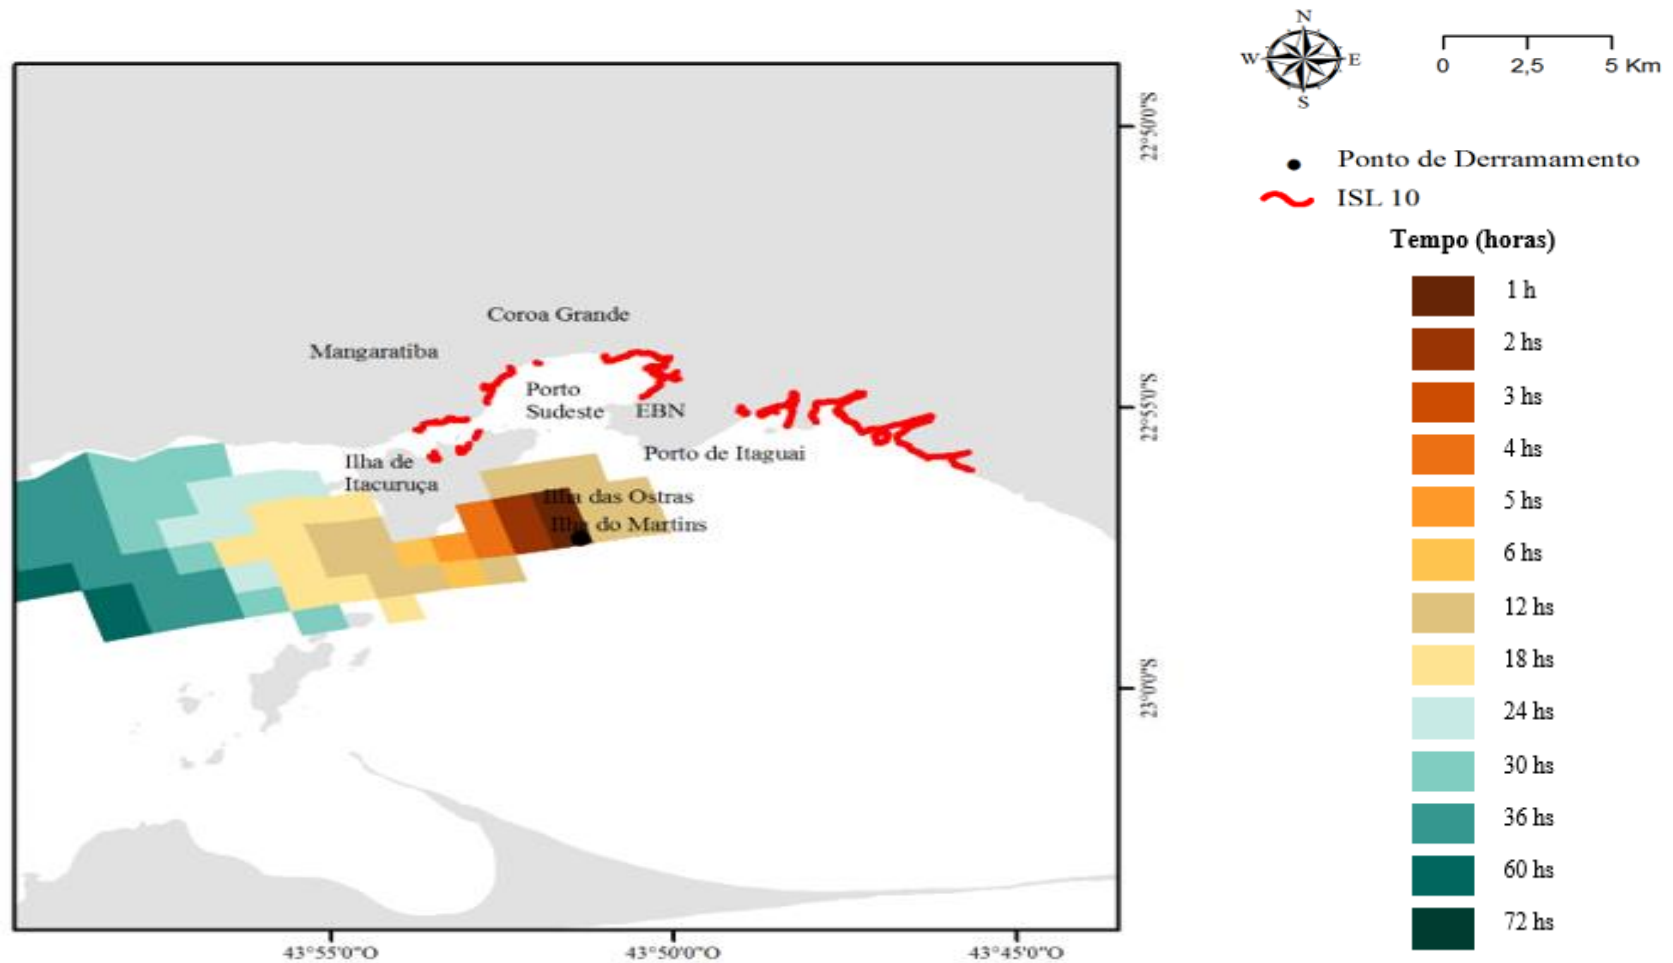 N
W
E
S
0
2,5
5 Km
Ponto de Derramamento
ISL 10
Tempo (horas)
1 h
2 hs
3 hs
4 hs
5 hs
6 hs
12 hs
18 hs
24 hs
30 hs
36 hs
60 hs
72 hs
Coroa Grande
Mangaratiba
Porto
Sudeste
EBN
Porto de Itaguai
Ilha de
Itacuruça
Ilha das Ostras
Ilha do Martins
22°50'0"S
22°55'0"S
23°0'0"S
43°55'0"O
43°50'0"O
43°45'0"O